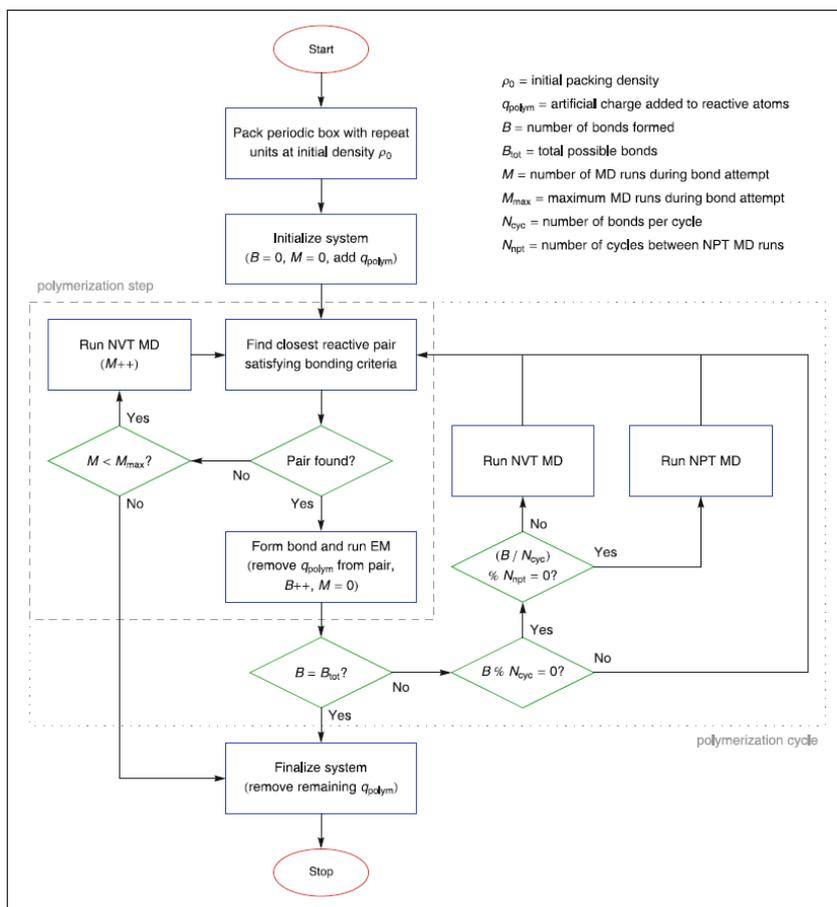 Start
ρ0 = initial packing density
qpolym = artificial charge added to reactive atoms
B = number of bonds formed
Btot = total possible bonds
M = number of MD runs during bond attempt
Mmax = maximum MD runs during bond attempt
Ncyc = number of bonds per cycle
Nnpt = number of cycles between NPT MD runs
Pack periodic box with repeat
units at initial density ρ0
Initialize system
(B = 0, M = 0, add qpolym)
polymerization step
Run NVT MD
(M++)
Find closest reactive pair
satisfying bonding criteria
Yes
M < Mmax?
No
Pair found?
Run NVT MD
Run NPT MD
No
Yes
No
Form bond and run EM
(remove qpolym from pair,
B++, M = 0)
(B / Ncyc)
% Nnpt = 0?
Yes
Yes
B = Btot?
No
B % Ncyc = 0?
No
Yes
polymerization cycle
Finalize system
(remove remaining qpolym)
Stop